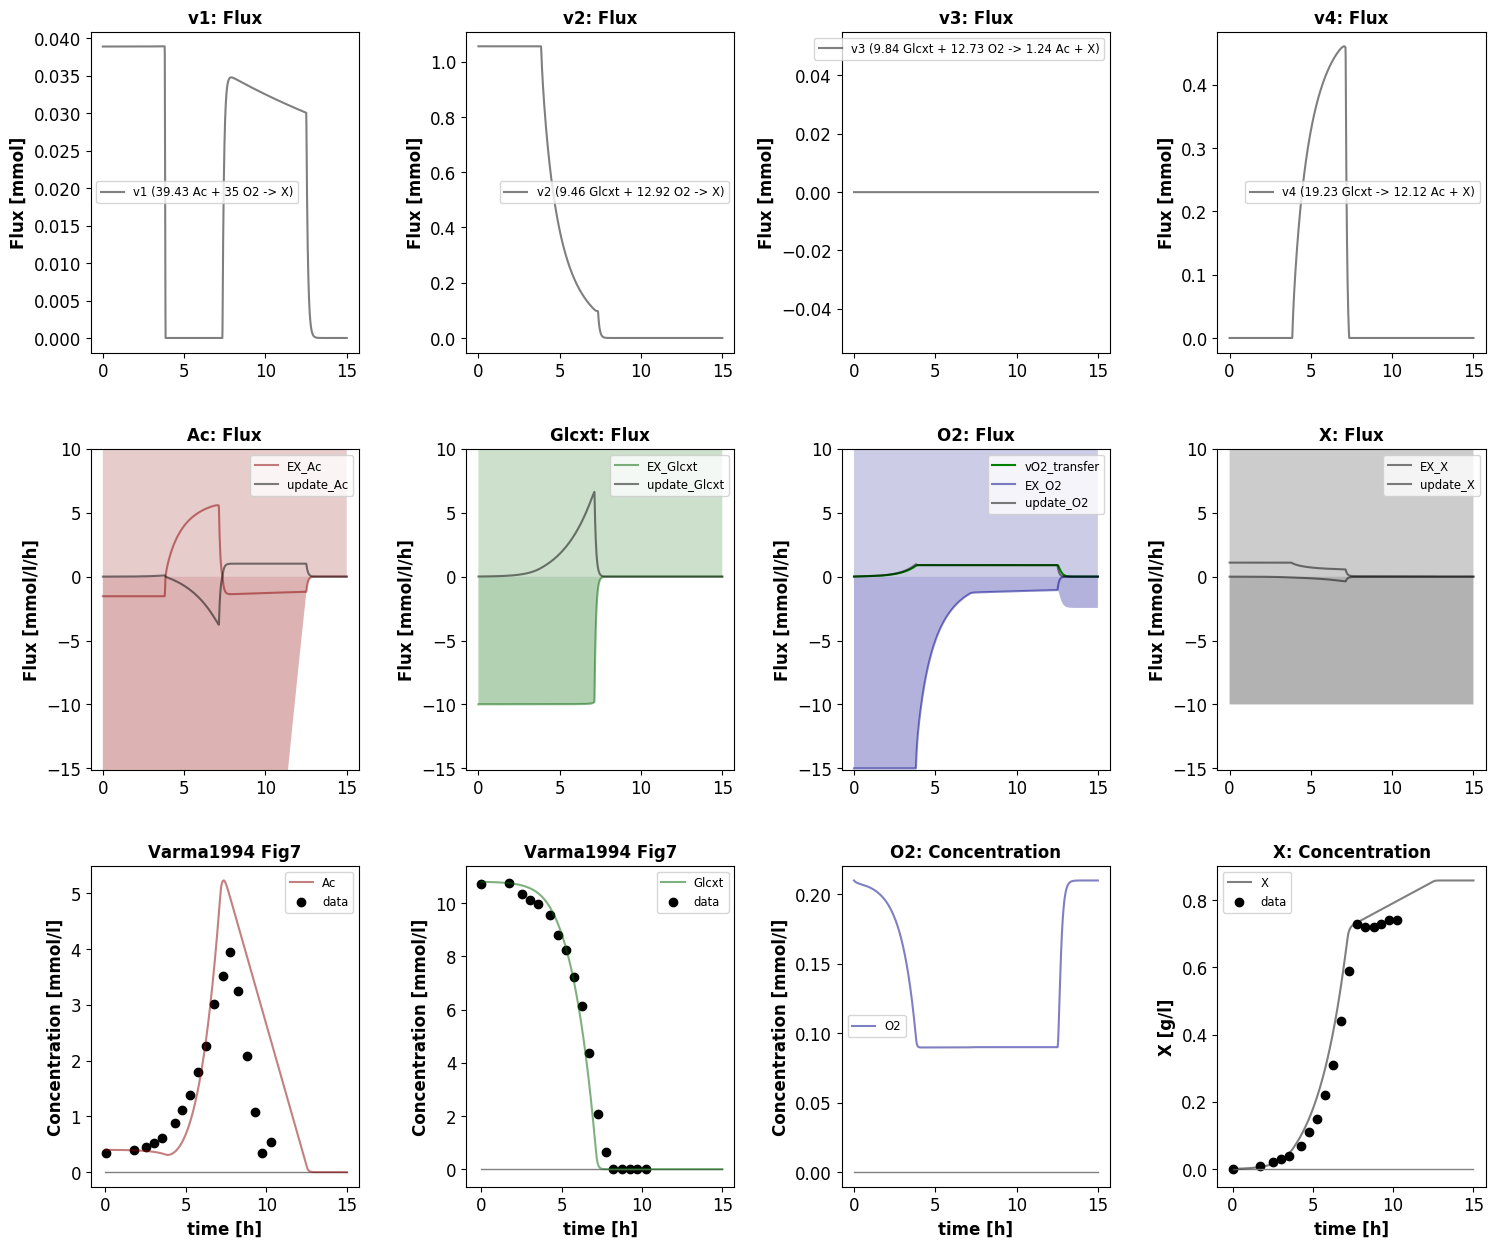 v1: Flux
v2: Flux
v3: Flux
v4: Flux
Flux [mmol]
0.040
0.035
0.030
0.025
0.020
0.015
0.010
0.005
0.000
v1 (39.43 Ac + 35 O2 -> X)
0
5
10
15
Flux [mmol]
1.0
0.8
0.6
0.4
0.2
0.0
v2 (9.46 Glcxt + 12.92 O2 -> X)
0
5
10
15
Flux [mmol]
0.04
0.02
0.00
−0.02
−0.04
v3 (9.84 Glcxt + 12.73 O2 -> 1.24 Ac + X)
0
5
10
15
Flux [mmol]
0.4
0.3
0.2
0.1
0.0
v4 (19.23 Glcxt -> 12.12 Ac + X)
0
5
10
15
Ac: Flux
Glcxt: Flux
O2: Flux
X: Flux
Flux [mmol/l/h]
10
5
0
−5
−10
−15
EX_Ac
update_Ac
0
5
10
15
Flux [mmol/l/h]
10
5
0
−5
−10
−15
EX_Glcxt
update_Glcxt
0
5
10
15
Flux [mmol/l/h]
10
5
0
−5
−10
−15
vO2_transfer
EX_O2
update_O2
0
5
10
15
Flux [mmol/l/h]
10
5
0
−5
−10
−15
EX_X
update_X
0
5
10
15
Varma1994 Fig7
Varma1994 Fig7
O2: Concentration
X: Concentration
Concentration [mmol/l]
5
4
3
2
1
0
Ac
data
0
5
10
15
time [h]
Concentration [mmol/l]
10
8
6
4
2
0
Glcxt
data
0
5
10
15
time [h]
Concentration [mmol/l]
0.20
0.15
0.10
0.05
0.00
O2
0
5
10
15
time [h]
X [g/l]
0.8
0.6
0.4
0.2
0.0
X
data
0
5
10
15
time [h]